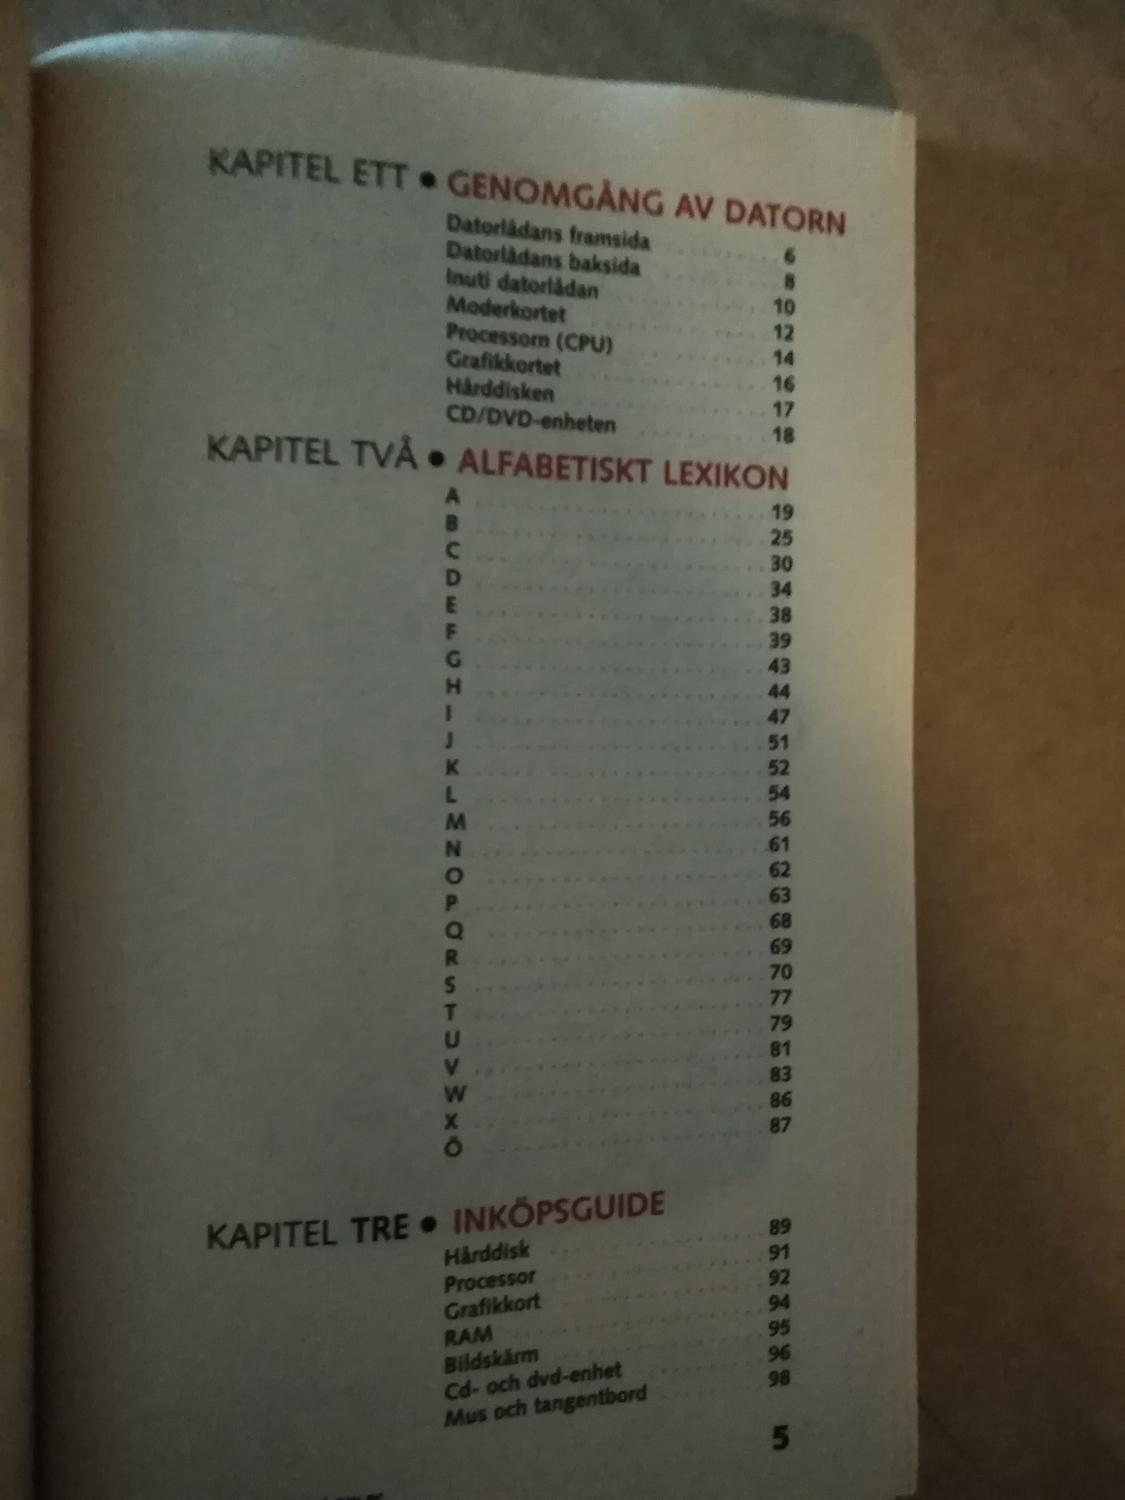 KAPITEL ETT • GENOMGÅNG AV DATORN
Datorlådans framsida 6
Datorlådans baksida 8
Inuti datorlådan 10
Moderkortet 12
Processorn (CPU) 14
Grafikkortet 16
Hårddisken 17
CD/DVD-enheten 18
KAPITEL TVÅ • ALFABETISKT LEXIKON
A 19
B 25
C 30
D 34
E 38
F 39
G 43
H 44
I 47
J 51
K 52
L 54
M 56
N 61
O 62
P 63
Q 68
R 69
S 70
T 77
U 79
V 81
W 83
X 86
Ö 87
KAPITEL TRE • INKÖPSGUIDE
Hårddisk 89
Processor 91
Grafikkort 92
RAM 94
Bildskärm 95
Cd- och dvd-enhet 96
Mus och tangentbord 98
5